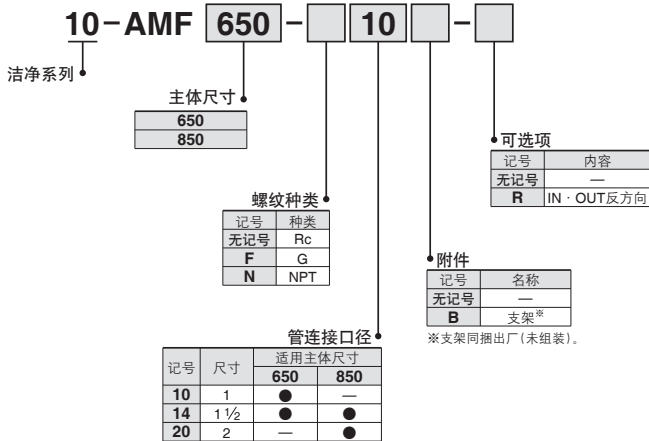 10-AMF 650 - 10 -
洁净系列
主体尺寸
650
850
可选项
记号 内容
无记号 —
R IN · OUT反方向
螺纹种类
记号 种类
无记号 Rc
F G
N NPT
附件
记号 名称
无记号 —
B 支架※
※支架同捆出厂(未组装)。
管连接口径
记号 尺寸 适用主体尺寸
650 850
10 1 ● —
14 1 1/2 ● ●
20 2 — ●